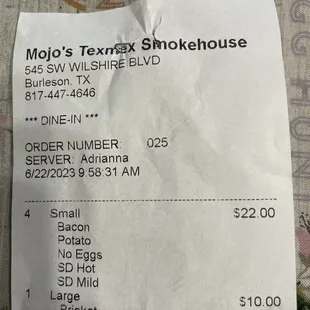 Mojo's Texmex Smokehouse
545 SW WILSHIRE BLVD
Burleson, TX
817-447-4646
*** DINE-IN ***
ORDER NUMBER: 025
SERVER: Adrianna
6/22/2023 9:58:31 AM
4 Small $22.00
Bacon
Potato
No Eggs
SD Hot
SD Mild
1 Large $10.00
Brisket